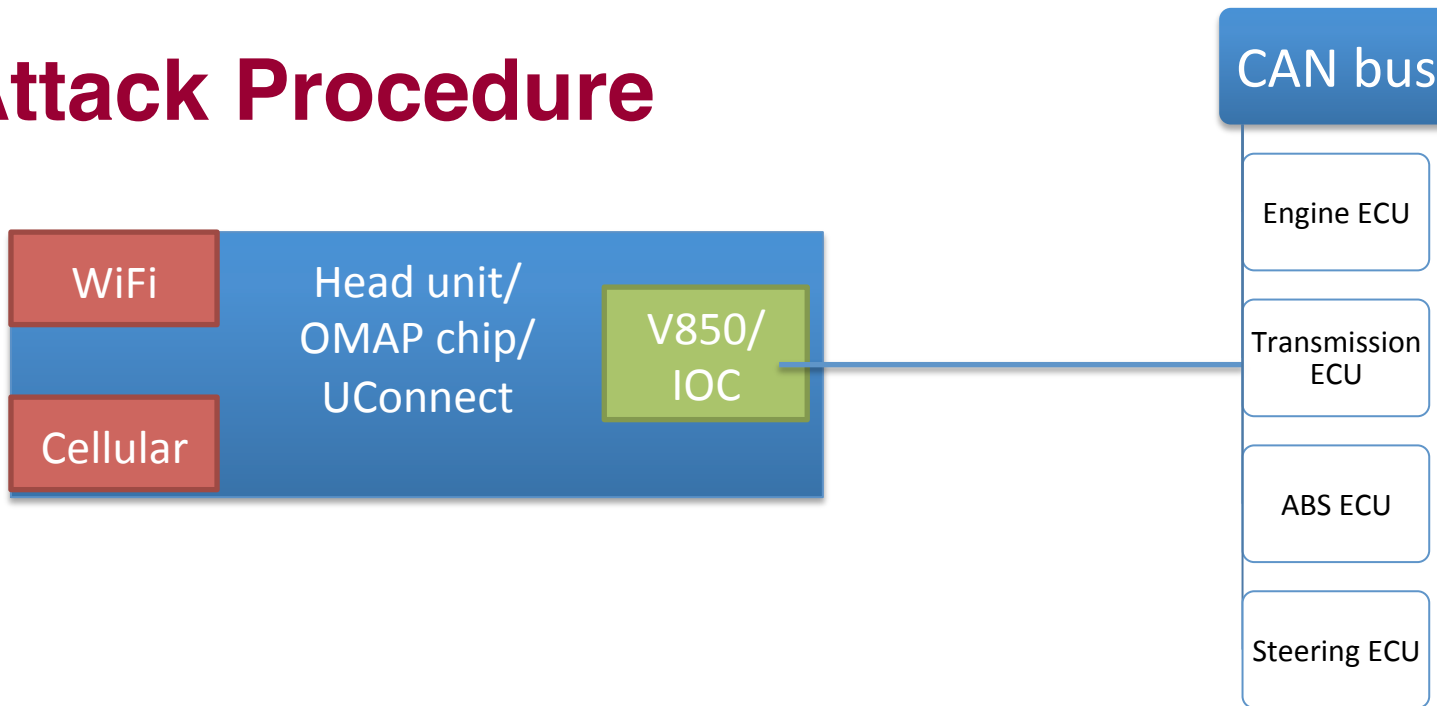 ttack Procedure
CAN bus
WiFi
Cellular
Head unit/
OMAP chip/
UConnect
V850/
IOC
Engine ECU
Transmission
ECU
ABS ECU
Steering ECU